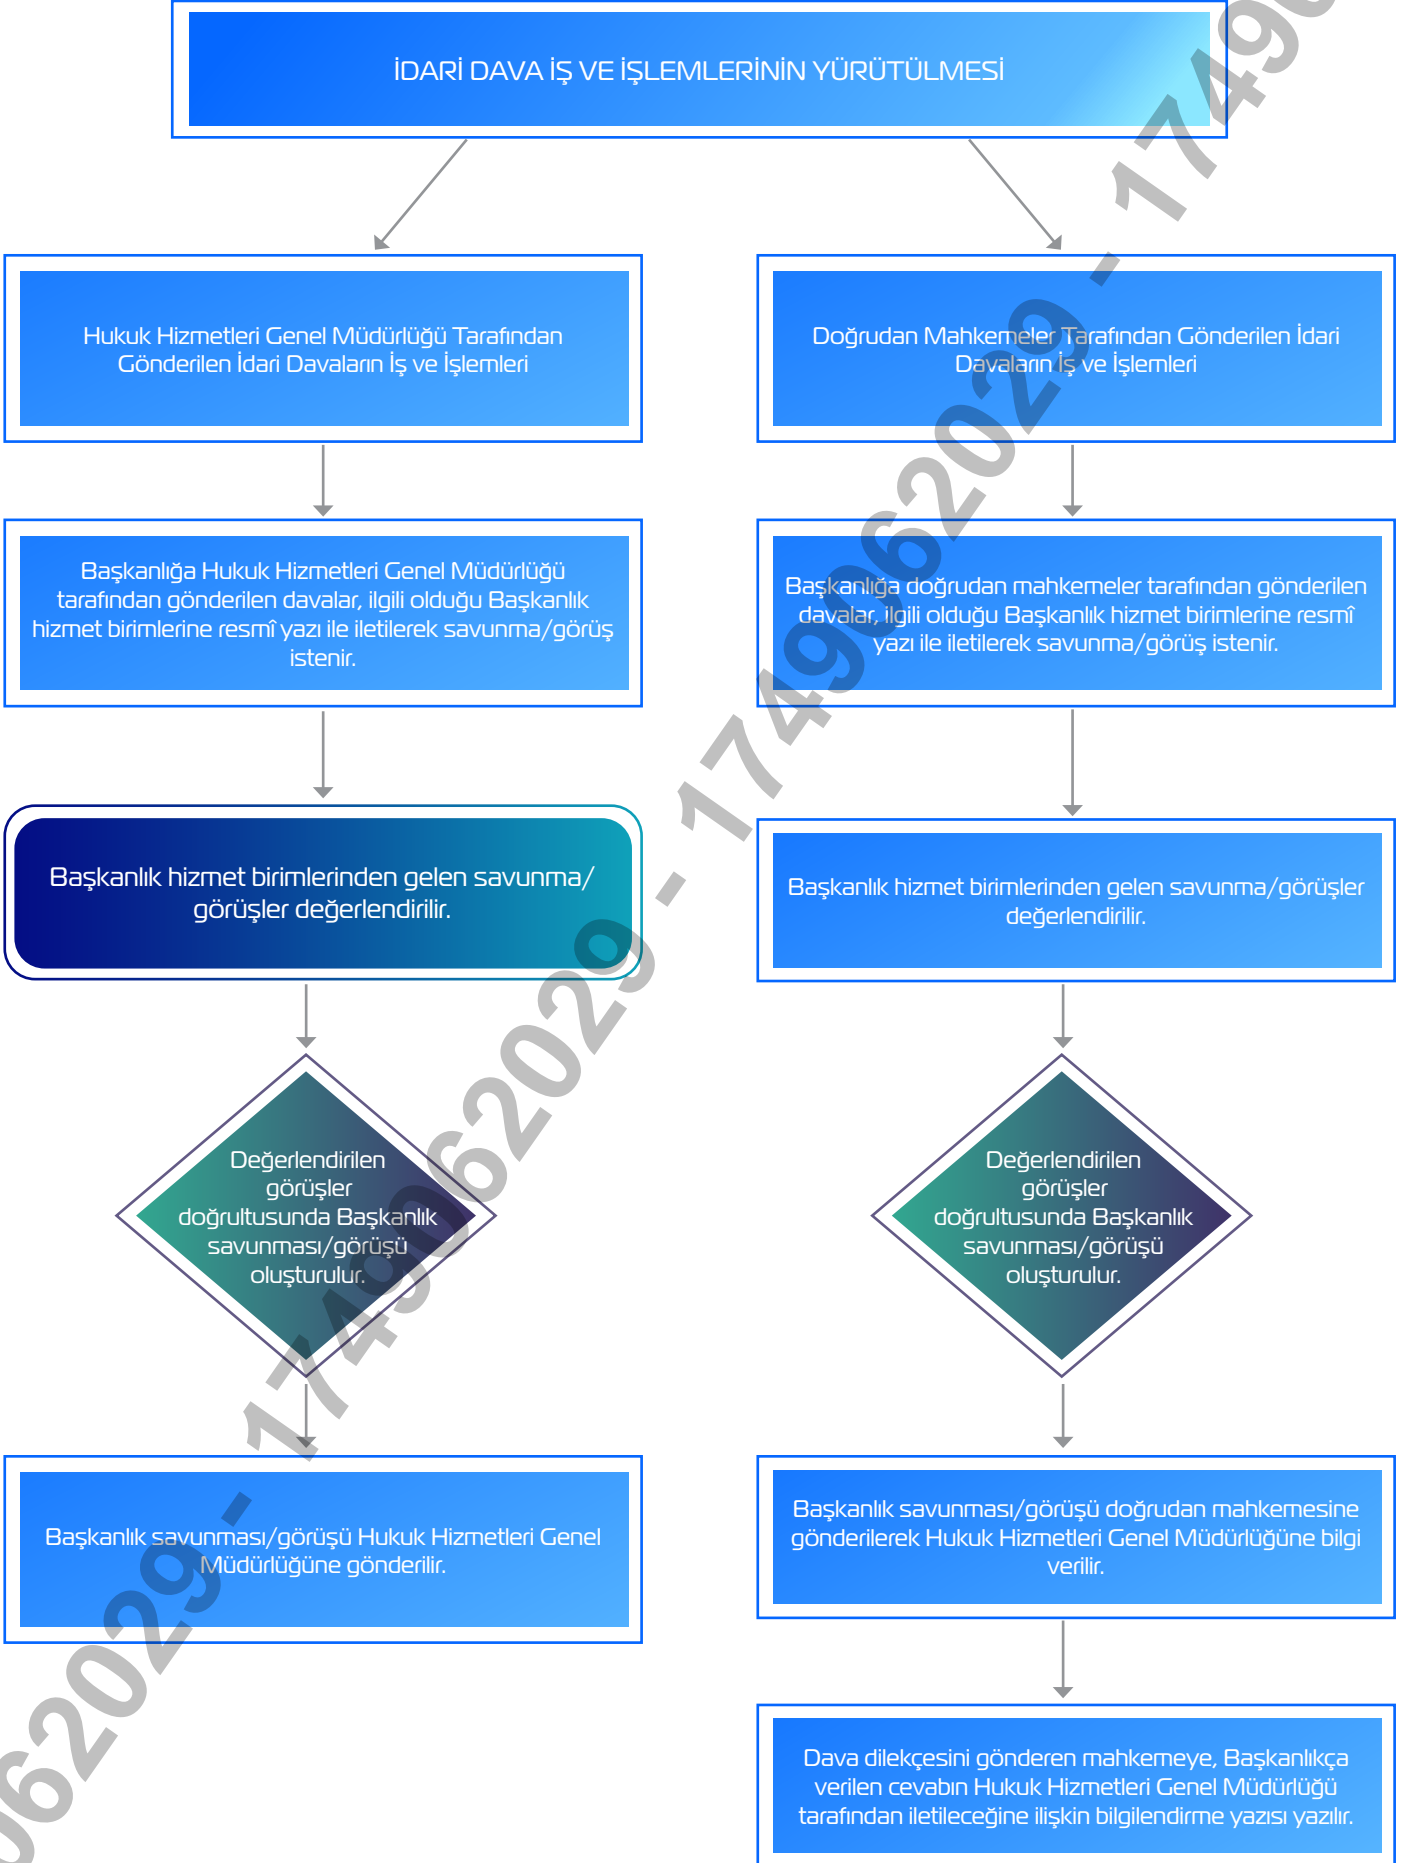 İDARİ DAVA İŞ VE İŞLEMLERİNİN YÜRÜTÜLMESİ
Hukuk Hizmetleri Genel Müdürlüğü Tarafından
Gönderilen İdari Davaların İş ve İşlemleri
Başkanlığa Hukuk Hizmetleri Genel Müdürlüğü
tarafından gönderilen davalar, ilgili olduğu Başkanlık
hizmet birimlerine resmî yazı ile iletilerek savunma/görüş
istenir.
Başkanlık hizmet birimlerinden gelen savunma/
görüşler değerlendirilir.
Değerlendirilen
görüşler
doğrultusunda Başkanlık
savunması/görüşü
oluşturulur.
Başkanlık savunması/görüşü Hukuk Hizmetleri Genel
Müdürlüğüne gönderilir.
Doğrudan Mahkemeler Tarafından Gönderilen İdari
Davaların İş ve İşlemleri
Başkanlığa doğrudan mahkemeler tarafından gönderilen
davalar, ilgili olduğu Başkanlık hizmet birimlerine resmî
yazı ile iletilerek savunma/görüş istenir.
Başkanlık hizmet birimlerinden gelen savunma/görüşler
değerlendirilir.
Değerlendirilen
görüşler
doğrultusunda Başkanlık
savunması/görüşü
oluşturulur.
Başkanlık savunması/görüşü doğrudan mahkemesine
gönderilerek Hukuk Hizmetleri Genel Müdürlüğüne bilgi
verilir.
Dava dilekçesini gönderen mahkemeye, Başkanlıkça
verilen cevabın Hukuk Hizmetleri Genel Müdürlüğü
tarafından iletileceğine ilişkin bilgilendirme yazısı yazılır.
062029 - 1749062029 - 1749062029 - 1749